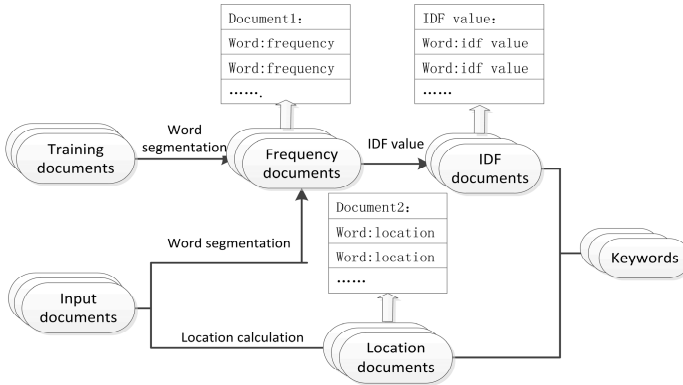 Document1:
Word:frequency
Word:frequency
…….
IDF value:
Word:idf value
Word:idf value
……
Training
documents
Word
segmentation
Frequency
documents
IDF value
IDF
documents
Document2:
Word:location
Word:location
……
Word segmentation
Keywords
Input
documents
Location calculation
Location
documents